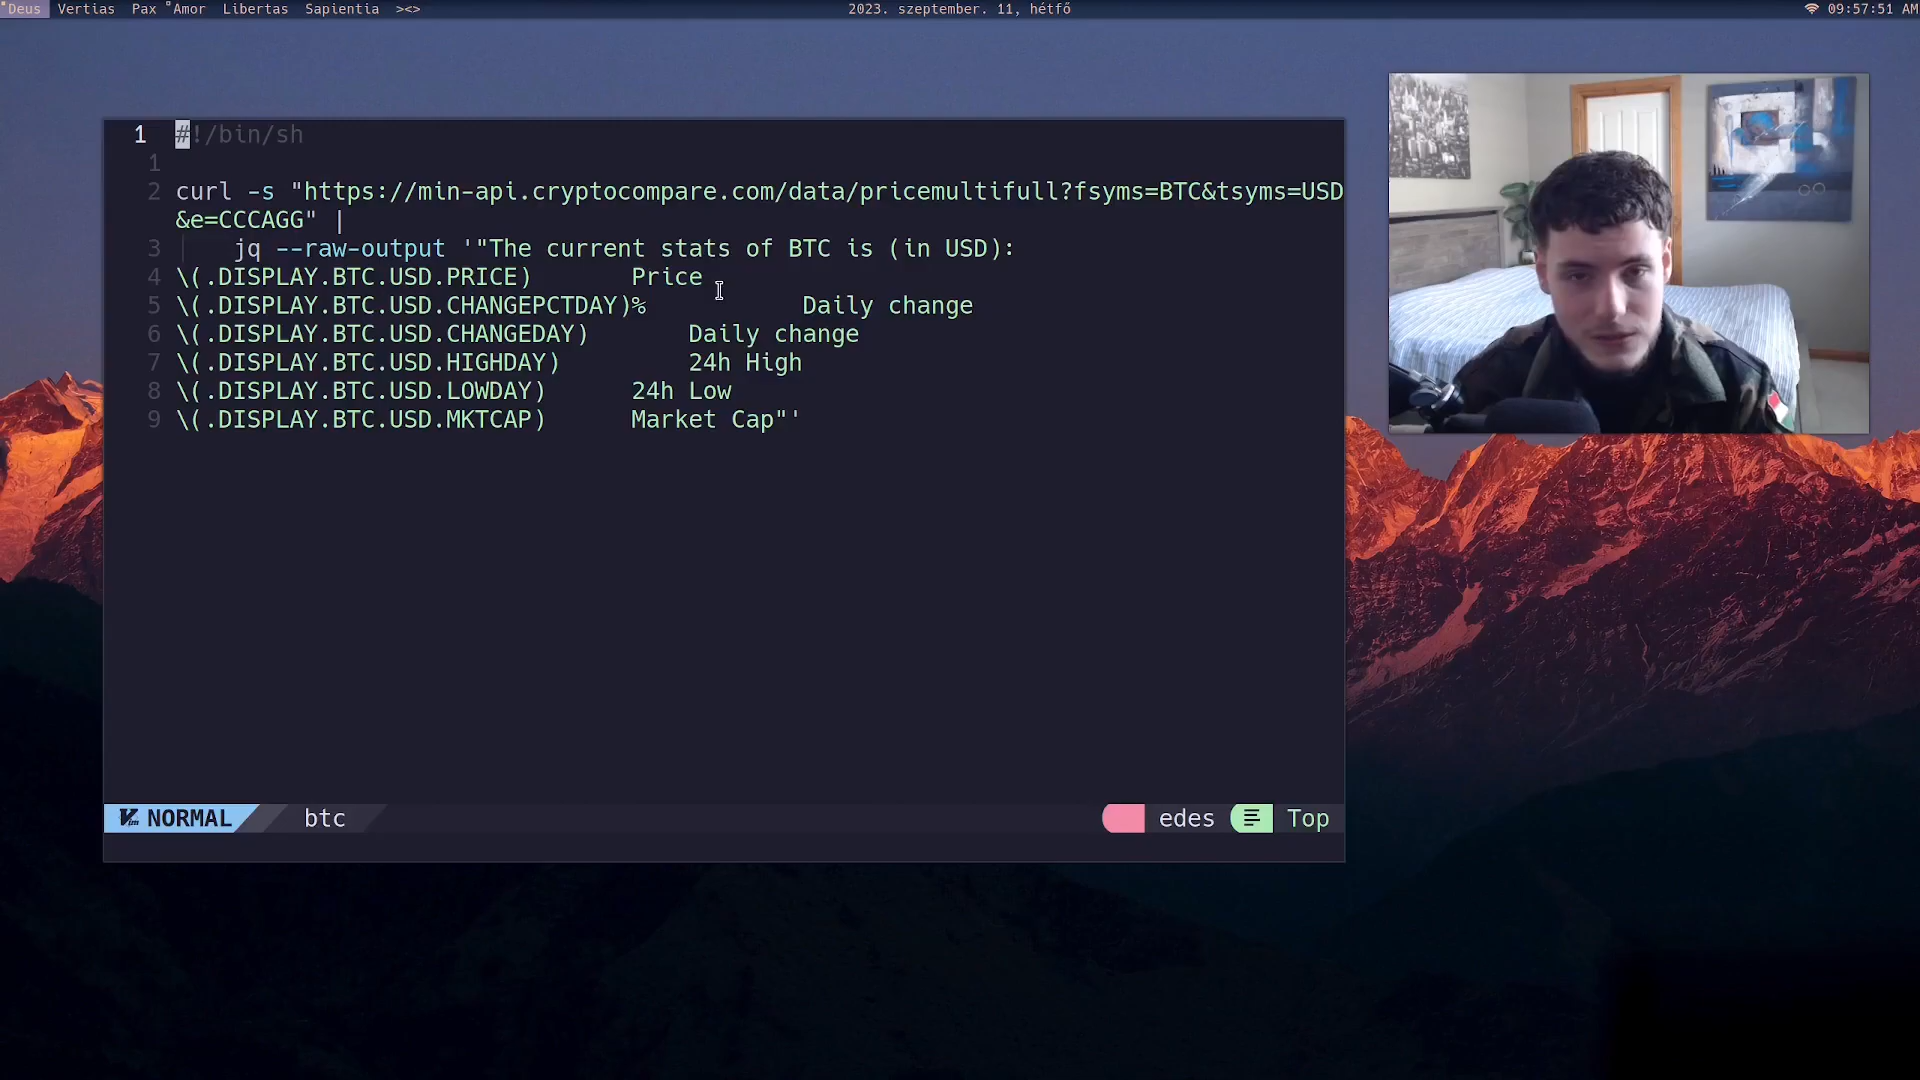 Deus Vertias Pax Amor Libertas Sapientia ><> 2023. szeptember. 11, hétfő 09:57:51 AM
1 #!/bin/sh
1
2 curl -s "https://min-api.cryptocompare.com/data/pricemultifull?fsyms=BTC&tsyms=USD
&e=CCCAGG" |
3 jq --raw-output '"The current stats of BTC is (in USD):
4 \(.DISPLAY.BTC.USD.PRICE) Price
5 \(.DISPLAY.BTC.USD.CHANGEPCTDAY)% Daily change
6 \(.DISPLAY.BTC.USD.CHANGEDAY) Daily change
7 \(.DISPLAY.BTC.USD.HIGHDAY) 24h High
8 \(.DISPLAY.BTC.USD.LOWDAY) 24h Low
9 \(.DISPLAY.BTC.USD.MKTCAP) Market Cap"'
NORMAL btc edes Top